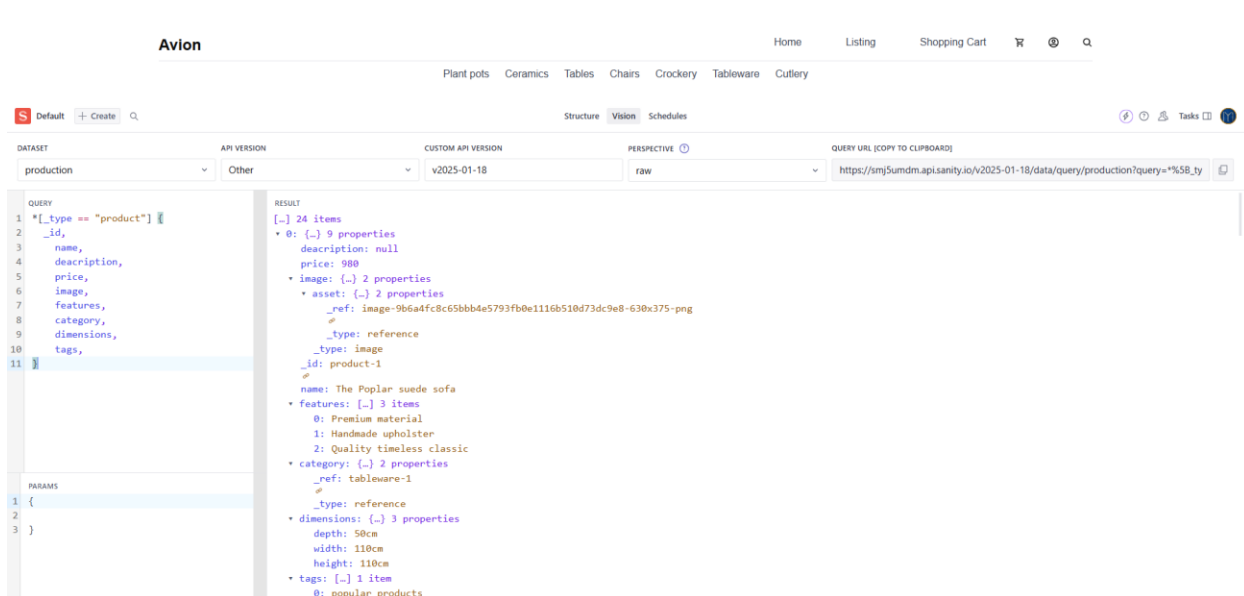 Avion
Home Listing Shopping Cart
Plant pots Ceramics Tables Chairs Crockery Tableware Cutlery
S Default + Create
Structure Vision Schedules
Tasks
DATASET
API VERSION
CUSTOM API VERSION
PERSPECTIVE
QUERY URL [COPY TO CLIPBOARD]
production
Other
v2025-01-18
raw
https://smj5umdm.api.sanity.io/v2025-01-18/data/query/production?query=*%5B_ty
QUERY
1 *[_type == "product"] {
2 _id,
3 name,
4 deacription,
5 price,
6 image,
7 features,
8 category,
9 dimensions,
10 tags,
11 }
PARAMS
1 {
2
3 }
RESULT
[…] 24 items
0: {…} 9 properties
deacription: null
price: 980
image: {…} 2 properties
asset: {…} 2 properties
_ref: image-9b6a4fc8c65bbb4e5793fb0e1116b510d73dc9e8-630x375-png
_type: reference
_type: image
_id: product-1
name: The Poplar suede sofa
features: […] 3 items
0: Premium material
1: Handmade upholster
2: Quality timeless classic
category: {…} 2 properties
_ref: tableware-1
_type: reference
dimensions: {…} 3 properties
depth: 50cm
width: 110cm
height: 110cm
tags: […] 1 item
0: popular products